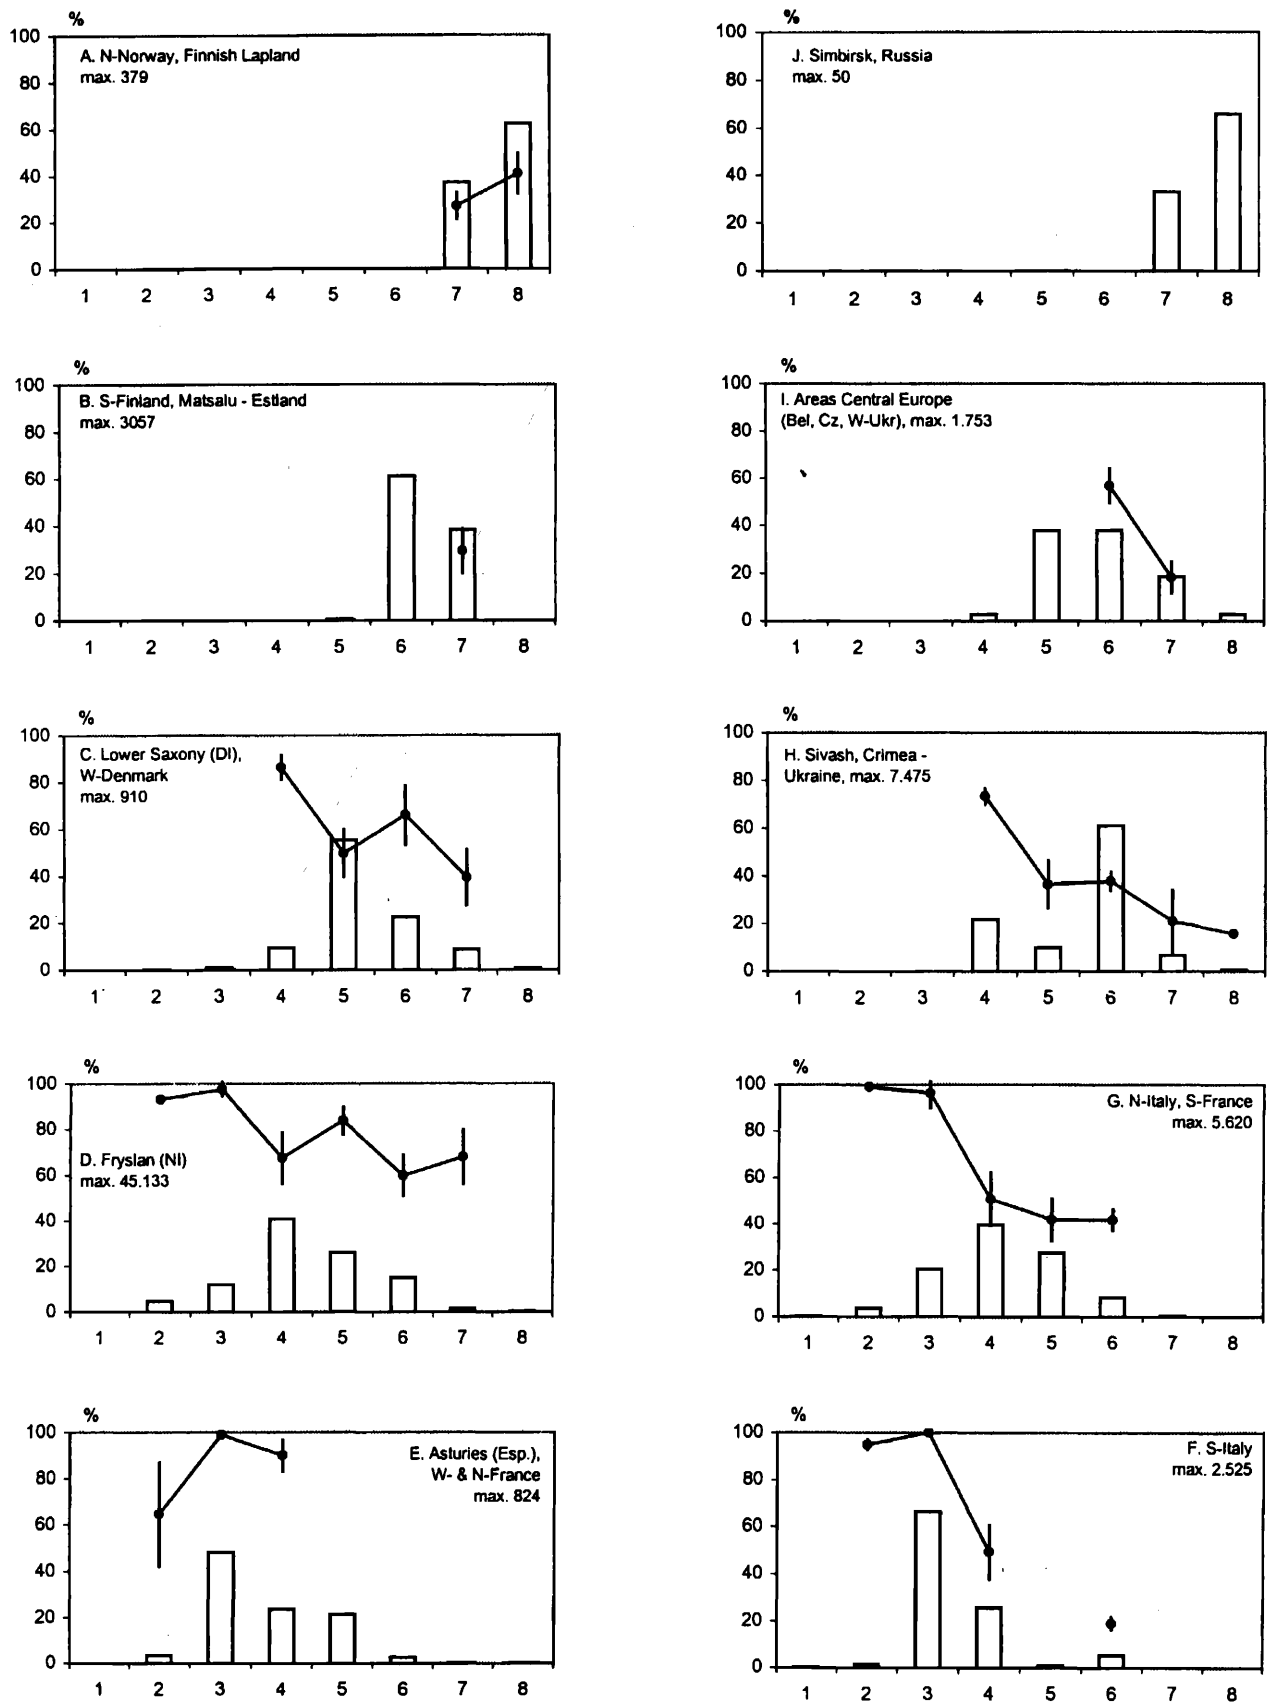 %
100
A. N-Norway, Finnish Lapland
max. 379
80
60
40
20
0
1 2 3 4 5 6 7 8
%
100
J. Simbirsk, Russia
max. 50
80
60
40
20
0
1 2 3 4 5 6 7 8
%
100
B. S-Finland, Matsalu - Estland
max. 3057
80
60
40
20
0
1 2 3 4 5 6 7 8
%
100
I. Areas Central Europe
(Bel, Cz, W-Ukr), max. 1.753
80
60
40
20
0
1 2 3 4 5 6 7 8
%
100
C. Lower Saxony (Dl),
W-Denmark
max. 910
80
60
40
20
0
1 2 3 4 5 6 7 8
%
100
H. Sivash, Crimea -
Ukraine, max. 7.475
80
60
40
20
0
1 2 3 4 5 6 7 8
%
100
80
D. Fryslan (Nl)
max. 45.133
60
40
20
0
1 2 3 4 5 6 7 8
%
100
G. N-Italy, S-France
max. 5.620
80
60
40
20
0
1 2 3 4 5 6 7 8
%
100
E. Asturies (Esp.),
W- & N-France
max. 824
80
60
40
20
0
1 2 3 4 5 6 7 8
%
100
F. S-Italy
max. 2.525
80
60
40
20
0
1 2 3 4 5 6 7 8